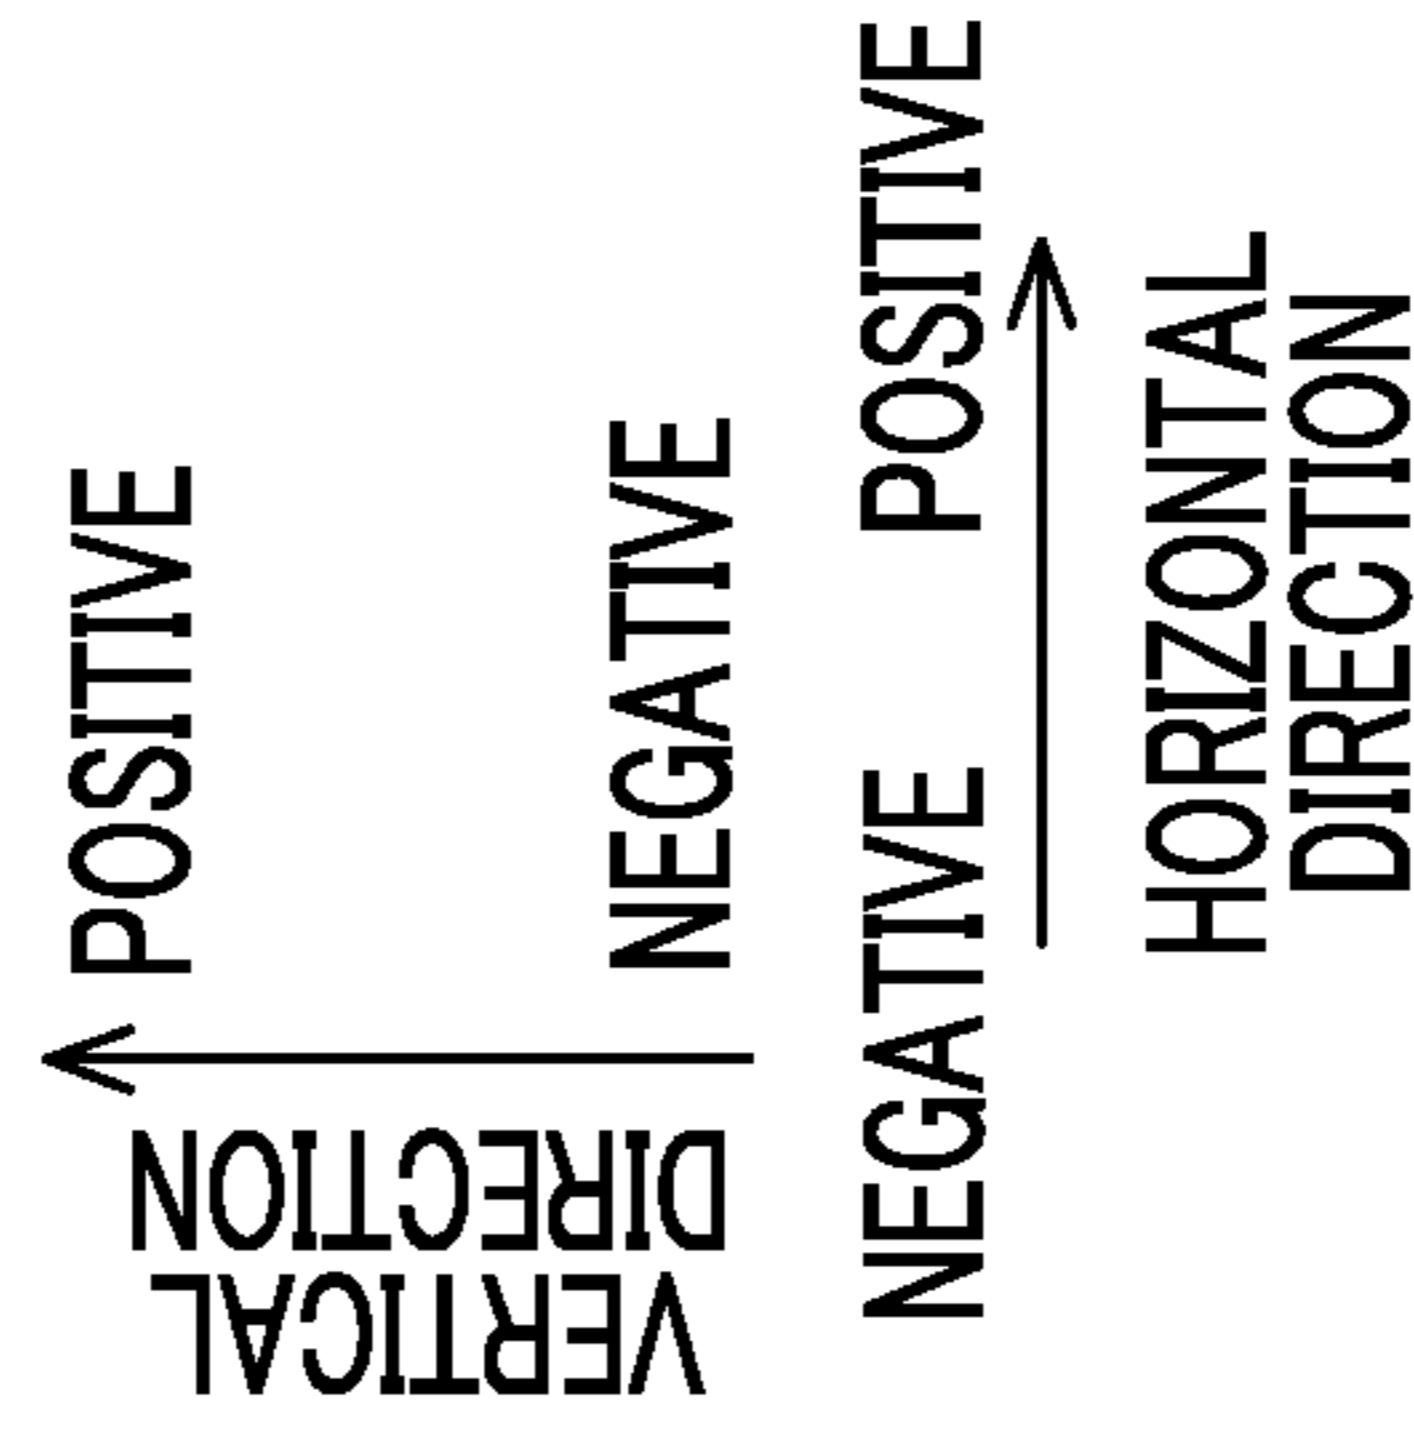 VERTICAL
DIRECTION
POSITIVE
NEGATIVE
NEGATIVE
POSITIVE
HORIZONTAL
DIRECTION